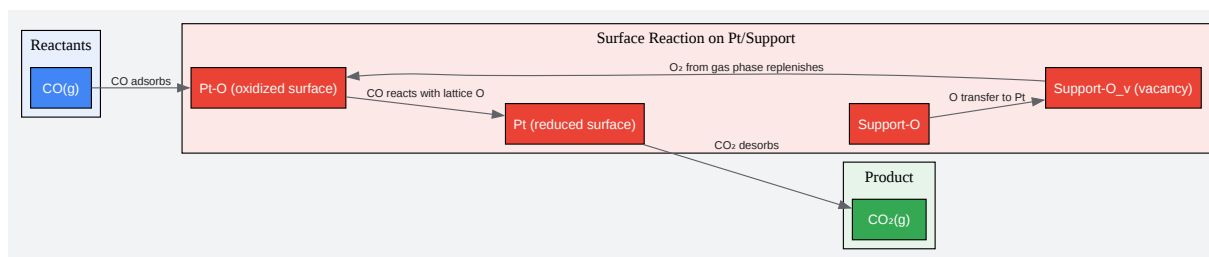 Surface Reaction on Pt/Support
Reactants
CO(g)
CO adsorbs
Pt-O (oxidized surface)
CO reacts with lattice O
Pt (reduced surface)
O₂ from gas phase replenishes
Support-O
O transfer to Pt
Support-O_v (vacancy)
CO₂ desorbs
Product
CO₂(g)